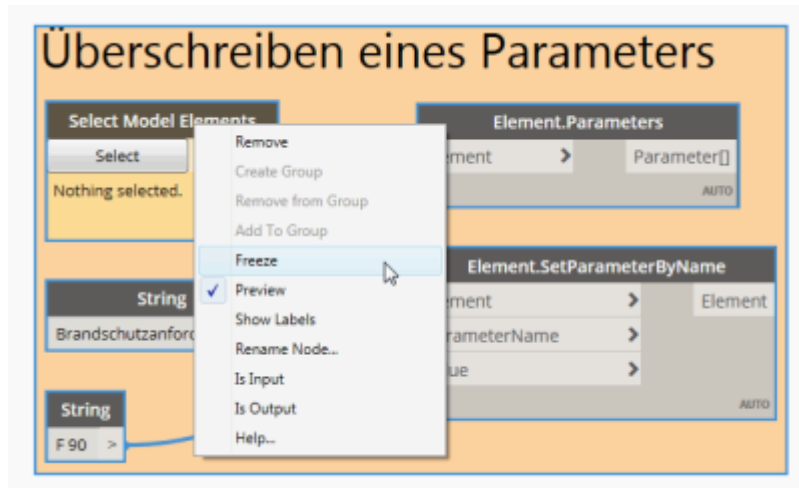 Überschreiben eines Parameters
Select Model Elements
Select
Nothing selected.
String
Brandschutzanford
String
F 90 >
Remove
Create Group
Remove from Group
Add To Group
Freeze
Preview
Show Labels
Rename Node...
Is Input
Is Output
Help...
Element.Parameters
ement > Parameter[]
AUTO
Element.SetParameterByName
ement > Element
rameterName >
ue >
AUTO